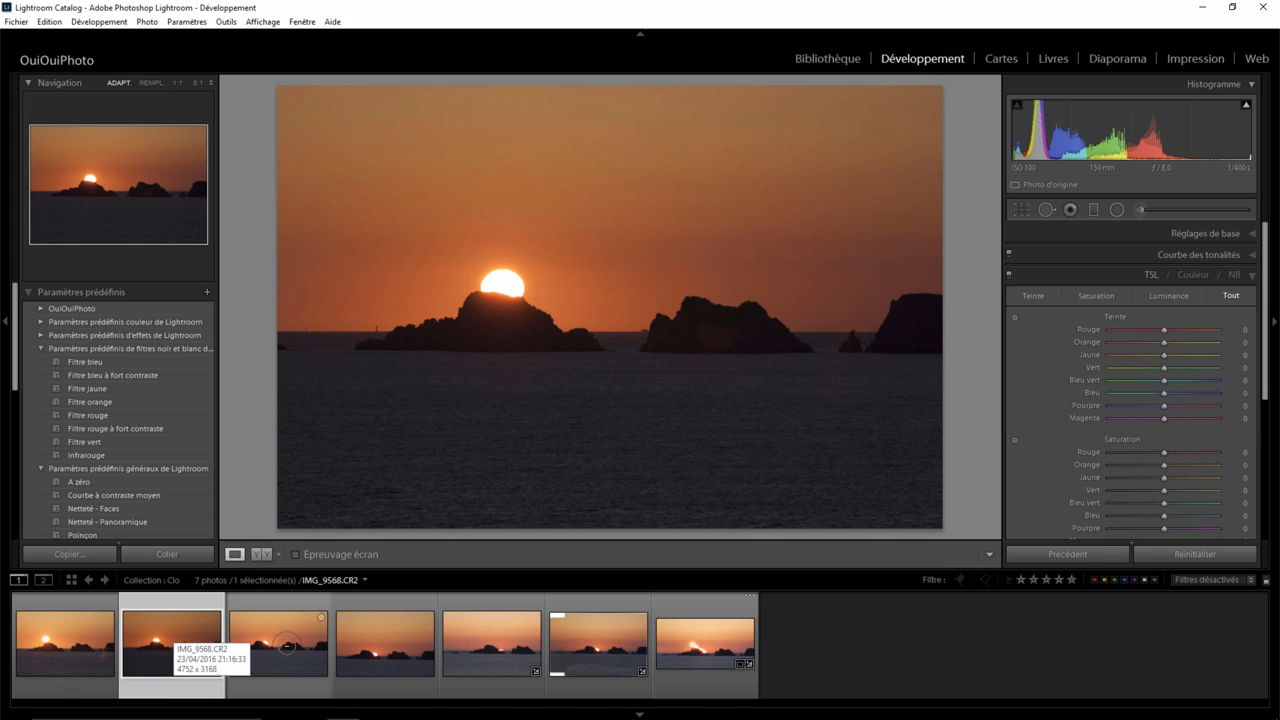 Lightroom Catalog - Adobe Photoshop Lightroom - Développement
Fichier Edition Développement Photo Paramètres Outils Affichage Fenêtre Aide
OuiOuiPhoto
Bibliothèque Développement Cartes Livres Diaporama Impression Web
Navigation ADAPT. REMPL. 1:1 8:1
Paramètres prédéfinis +
OuiOuiPhoto
Paramètres prédéfinis couleur de Lightroom
Paramètres prédéfinis d'effets de Lightroom
Paramètres prédéfinis de filtres noir et blanc d...
Filtre bleu
Filtre bleu à fort contraste
Filtre jaune
Filtre orange
Filtre rouge
Filtre rouge à fort contraste
Filtre vert
Infrarouge
Paramètres prédéfinis généraux de Lightroom
A zéro
Courbe à contraste moyen
Netteté - Faces
Netteté - Panoramique
Poinçon
Copier... Coller
Epreuvage écran
Histogramme
ISO 100 150 mm ƒ / 8,0 1/400 s
Photo d'origine
Réglages de base
Courbe des tonalités
TSL / Couleur / NB
Teinte Saturation Luminance Tout
Teinte
Rouge 0
Orange 0
Jaune 0
Vert 0
Bleu vert 0
Bleu 0
Pourpre 0
Magenta 0
Saturation
Rouge 0
Orange 0
Jaune 0
Vert 0
Bleu vert 0
Bleu 0
Pourpre 0
Précédent Réinitialiser
1 2 Collection : Clo 7 photos /1 sélectionnée(s) /IMG_9568.CR2 Filtre : Filtres désactivés
IMG_9568.CR2
23/04/2016 21:16:33
4752 x 3168